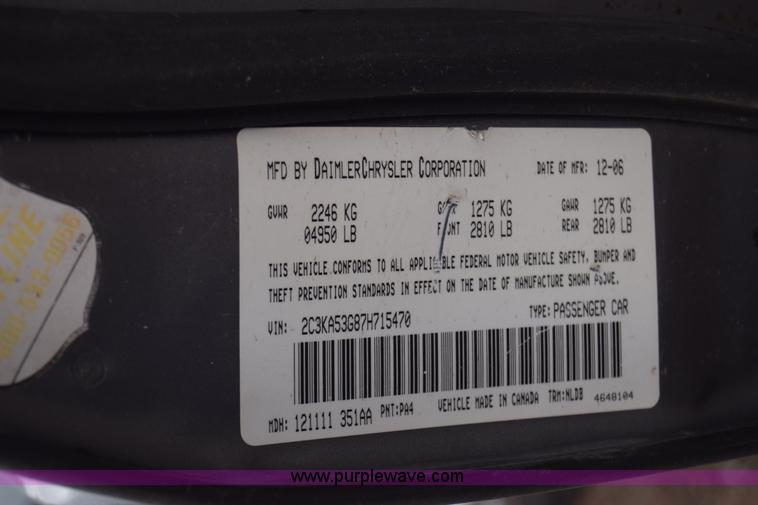 MFD BY DAIMLERCHRYSLER CORPORATION DATE OF MFR: 12-06
GVWR 2246 KG 1275 KG GAWR 1275 KG
04950 LB FRONT 2810 LB REAR 2810 LB
THIS VEHICLE CONFORMS TO ALL APPLICABLE FEDERAL MOTOR VEHICLE SAFETY, BUMPER AND
THEFT PREVENTION STANDARDS IN EFFECT ON THE DATE OF MANUFACTURE SHOWN ABOVE.
VIN: 2C3KA53G87H715470 TYPE: PASSENGER CAR
MDH: 121111 351AA PNT:PA4 VEHICLE MADE IN CANADA TRM:NLDB 4648104
www.purplewave.com